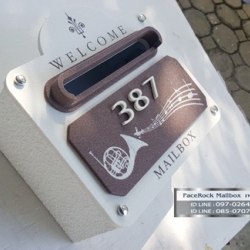 WELCOME
387
MAILBOX
FaceRock Mailbox
ID LINE : 097-0264
ID LINE : 085-0707